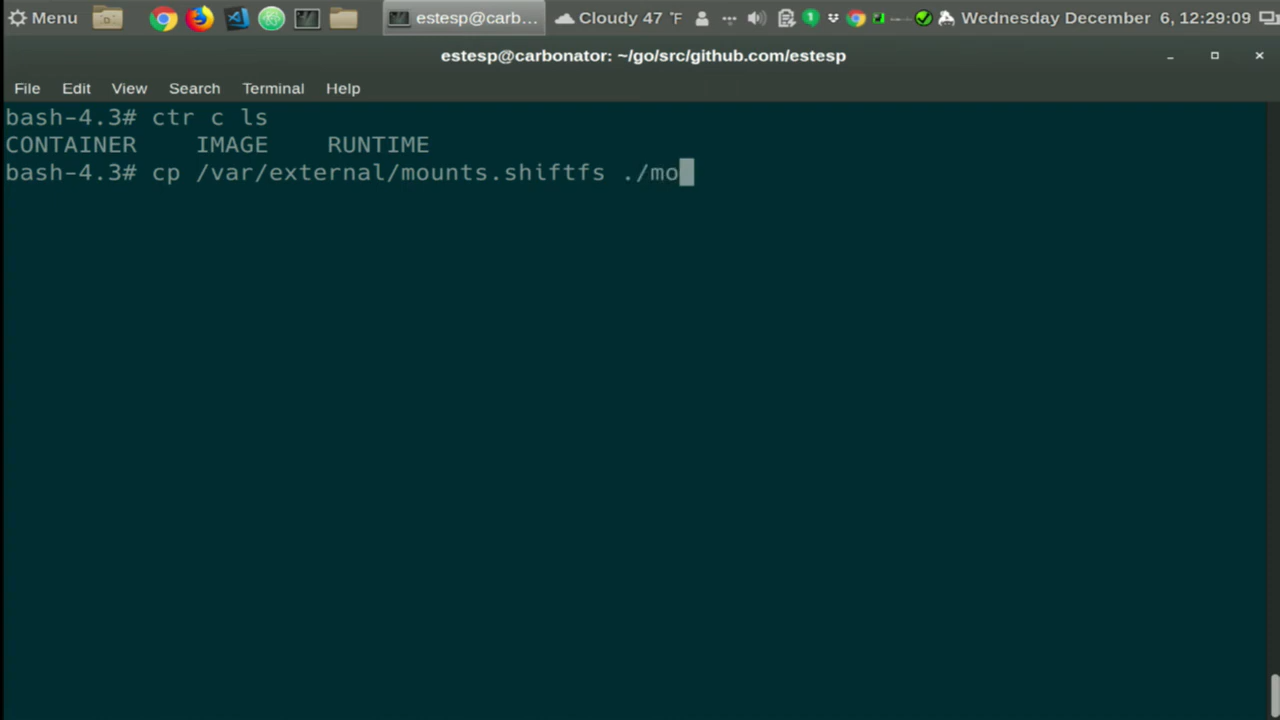 Menu estesp@carb... Cloudy 47 °F 1 Wednesday December 6, 12:29:09
estesp@carbonator: ~/go/src/github.com/estesp
File Edit View Search Terminal Help
bash-4.3# ctr c ls
CONTAINER IMAGE RUNTIME
bash-4.3# cp /var/external/mounts.shiftfs ./mo